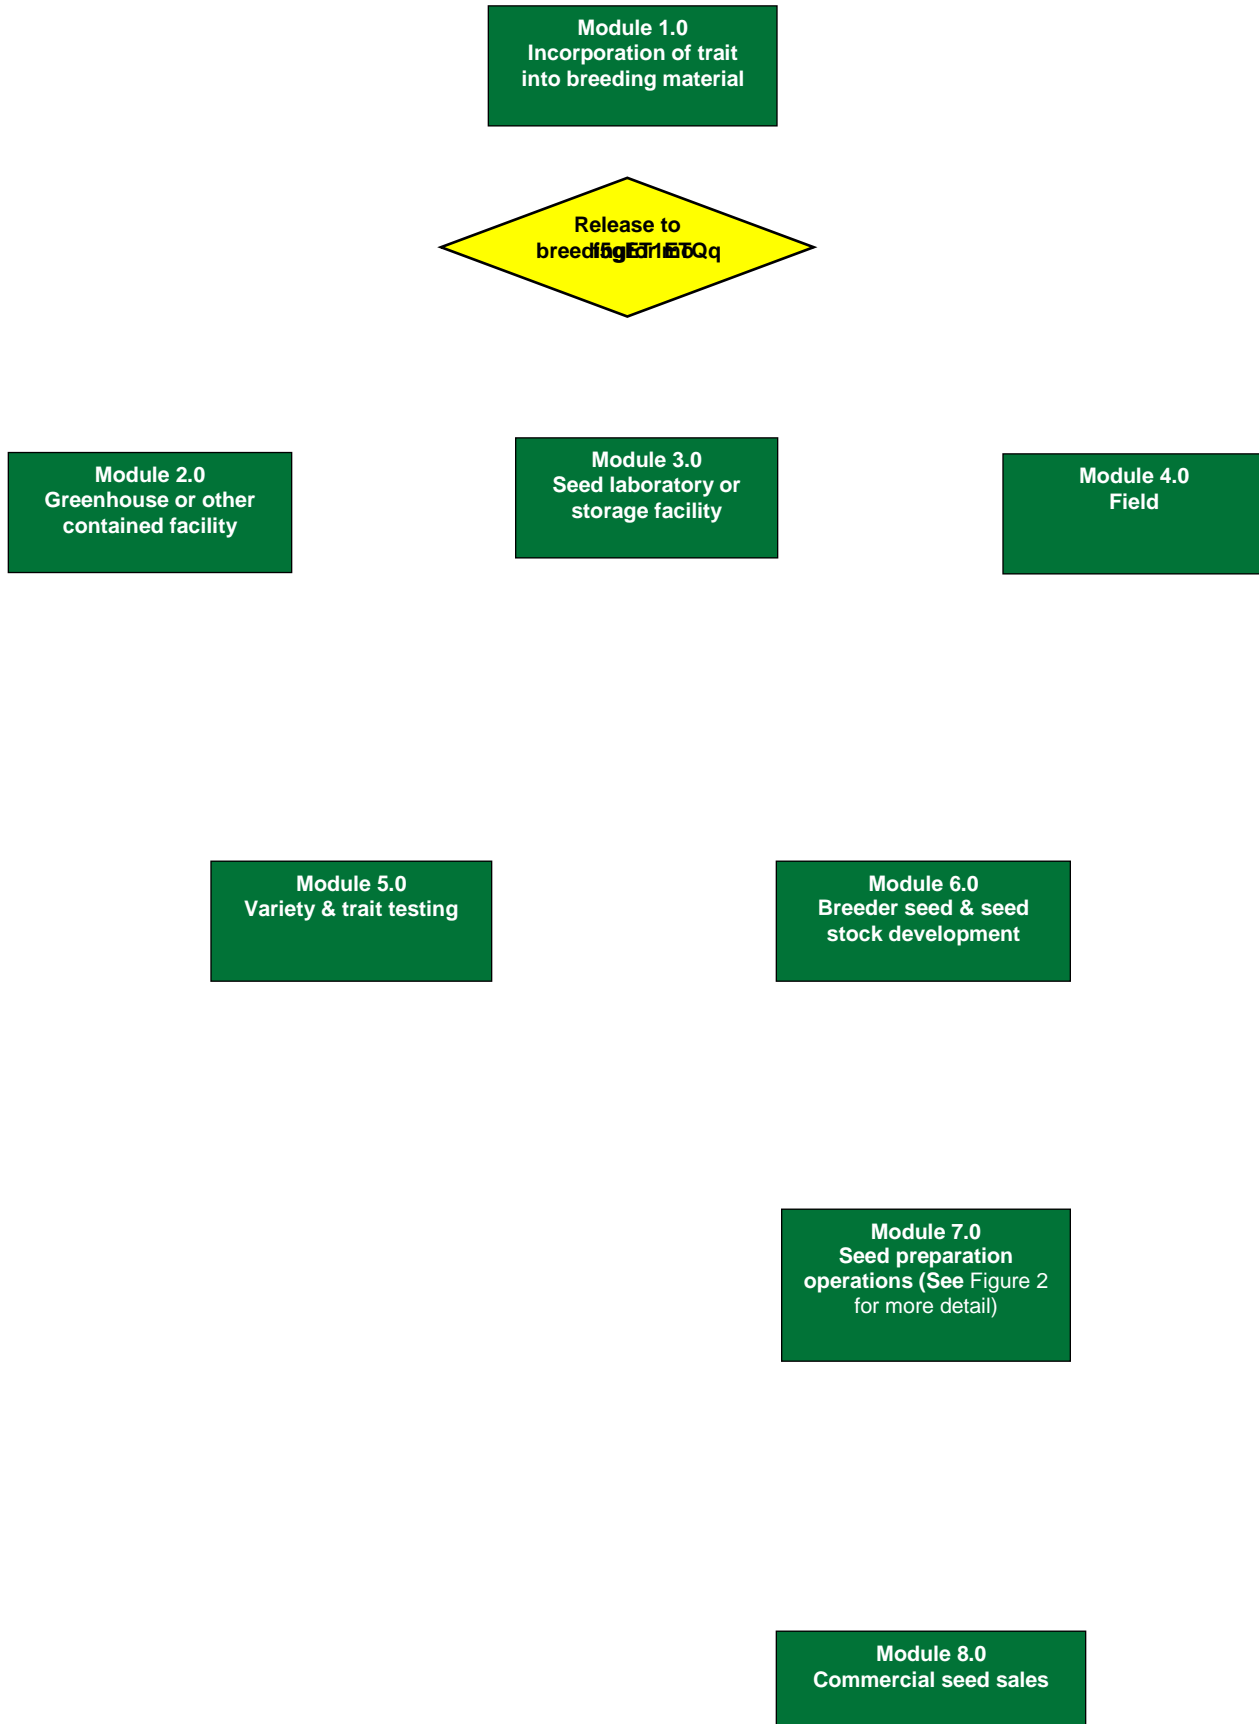 Module 1.0
Incorporation of trait
into breeding material
Release to
Module 2.0
Greenhouse or other
contained facility
Module 3.0
Seed laboratory or
storage facility
Module 4.0
Field
Module 5.0
Variety & trait testing
Module 6.0
Breeder seed & seed
stock development
Module 7.0
Seed preparation
operations (See Figure 2
for more detail)
Module 8.0
Commercial seed sales